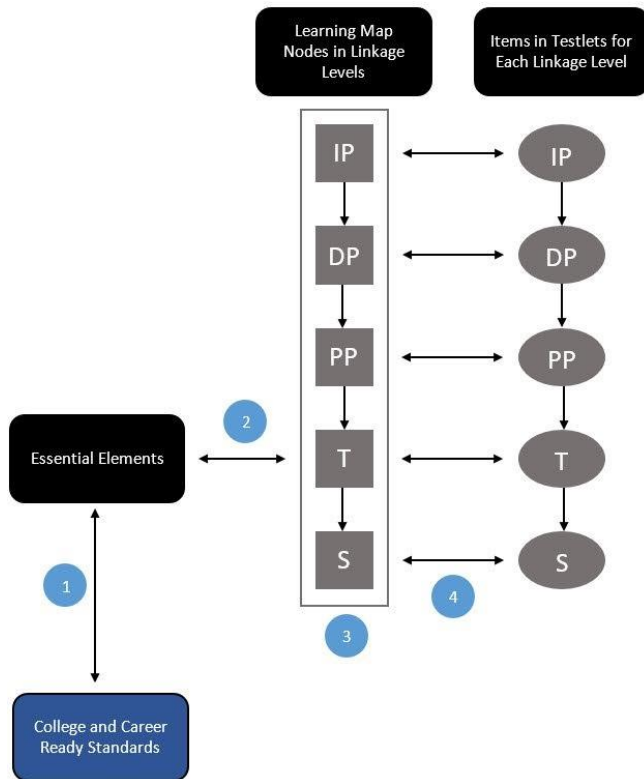 Learning Map
Nodes in Linkage
Levels
Items in Testlets for
Each Linkage Level
IP
IP
DP
DP
PP
PP
2
Essential Elements
T
T
S
S
1
4
3
College and Career
Ready Standards